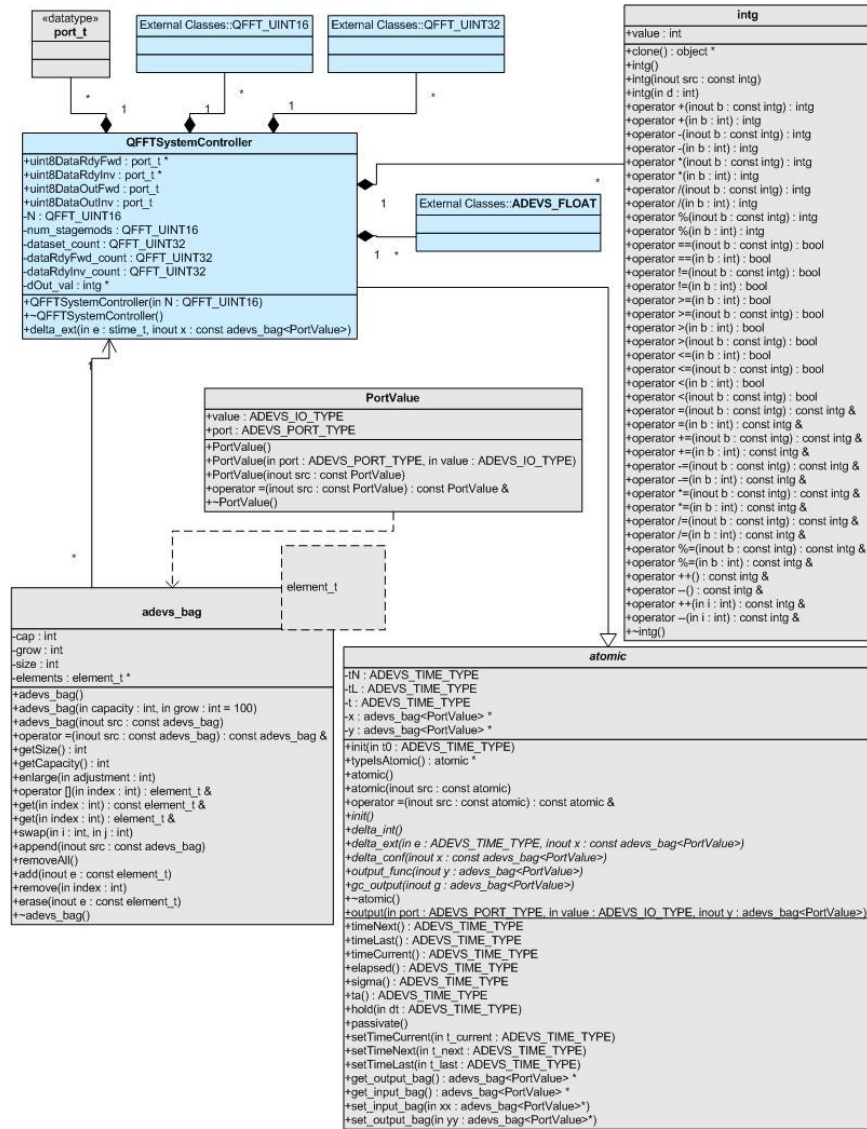 «datatype»
port_t
External Classes::QFFT_UINT16
External Classes::QFFT_UINT32
*
*
*
1
1
1
QFFTSystemController
+uint8DataRdyFwd : port_t *
+uint8DataRdyInv : port_t *
+uint8DataOutFwd : port_t
+uint8DataOutInv : port_t
-N : QFFT_UINT16
-num_stagemods : QFFT_UINT16
-dataset_count : QFFT_UINT32
-dataRdyFwd_count : QFFT_UINT32
-dataRdyInv_count : QFFT_UINT32
-dOut_val : intg *
+QFFTSystemController(in N : QFFT_UINT16)
+~QFFTSystemController()
+delta_ext(in e : stime_t, inout x : const adevs_bag<PortValue>)
1
*
External Classes::ADEVS_FLOAT
1
*
intg
+value : int
+clone() : object *
+intg()
+intg(inout src : const intg)
+intg(in d : int)
+operator +(inout b : const intg) : intg
+operator +(in b : int) : intg
+operator -(inout b : const intg) : intg
+operator -(in b : int) : intg
+operator *(inout b : const intg) : intg
+operator *(in b : int) : intg
+operator /(inout b : const intg) : intg
+operator /(in b : int) : intg
+operator %(inout b : const intg) : intg
+operator %(in b : int) : intg
+operator ==(inout b : const intg) : bool
+operator ==(in b : int) : bool
+operator !=(inout b : const intg) : bool
+operator !=(in b : int) : bool
+operator >=(in b : int) : bool
+operator >=(inout b : const intg) : bool
+operator >(in b : int) : bool
+operator >(inout b : const intg) : bool
+operator <=(in b : int) : bool
+operator <=(inout b : const intg) : bool
+operator <(in b : int) : bool
+operator <(inout b : const intg) : bool
+operator =(inout b : const intg) : const intg &
+operator =(in b : int) : const intg &
+operator +=(inout b : const intg) : const intg &
+operator +=(in b : int) : const intg &
+operator -=(inout b : const intg) : const intg &
+operator -=(in b : int) : const intg &
+operator *=(inout b : const intg) : const intg &
+operator *=(in b : int) : const intg &
+operator /=(inout b : const intg) : const intg &
+operator /=(in b : int) : const intg &
+operator %=(inout b : const intg) : const intg &
+operator %=(in b : int) : const intg &
+operator ++() : const intg &
+operator --() : const intg &
+operator ++(in i : int) : const intg &
+operator --(in i : int) : const intg &
+~intg()
1
PortValue
+value : ADEVS_IO_TYPE
+port : ADEVS_PORT_TYPE
+PortValue()
+PortValue(in port : ADEVS_PORT_TYPE, in value : ADEVS_IO_TYPE)
+PortValue(inout src : const PortValue)
+operator =(inout src : const PortValue) : const PortValue &
+~PortValue()
*
element_t
adevs_bag
-cap : int
-grow : int
-size : int
-elements : element_t *
+adevs_bag()
+adevs_bag(in capacity : int, in grow : int = 100)
+adevs_bag(inout src : const adevs_bag)
+operator =(inout src : const adevs_bag) : const adevs_bag &
+getSize() : int
+getCapacity() : int
+enlarge(in adjustment : int)
+operator [](in index : int) : element_t &
+get(in index : int) : const element_t &
+get(in index : int) : element_t &
+swap(in i : int, in j : int)
+append(inout src : const adevs_bag)
+removeAll()
+add(inout e : const element_t)
+remove(in index : int)
+erase(inout e : const element_t)
+~adevs_bag()
atomic
-tN : ADEVS_TIME_TYPE
-tL : ADEVS_TIME_TYPE
-t : ADEVS_TIME_TYPE
-x : adevs_bag<PortValue> *
-y : adevs_bag<PortValue> *
+init(in t0 : ADEVS_TIME_TYPE)
+typeIsAtomic() : atomic *
+atomic()
+atomic(inout src : const atomic)
+operator =(inout src : const atomic) : const atomic &
+init()
+delta_int()
+delta_ext(in e : ADEVS_TIME_TYPE, inout x : const adevs_bag<PortValue>)
+delta_conf(inout x : const adevs_bag<PortValue>)
+output_func(inout y : adevs_bag<PortValue>)
+gc_output(inout g : adevs_bag<PortValue>)
+~atomic()
+output(in port : ADEVS_PORT_TYPE, in value : ADEVS_IO_TYPE, inout y : adevs_bag<PortValue>)
+timeNext() : ADEVS_TIME_TYPE
+timeLast() : ADEVS_TIME_TYPE
+timeCurrent() : ADEVS_TIME_TYPE
+elapsed() : ADEVS_TIME_TYPE
+sigma() : ADEVS_TIME_TYPE
+ta() : ADEVS_TIME_TYPE
+hold(in dt : ADEVS_TIME_TYPE)
+passivate()
+setTimeCurrent(in t_current : ADEVS_TIME_TYPE)
+setTimeNext(in t_next : ADEVS_TIME_TYPE)
+setTimeLast(in t_last : ADEVS_TIME_TYPE)
+get_output_bag() : adevs_bag<PortValue> *
+get_input_bag() : adevs_bag<PortValue> *
+set_input_bag(in xx : adevs_bag<PortValue>*)
+set_output_bag(in yy : adevs_bag<PortValue>*)